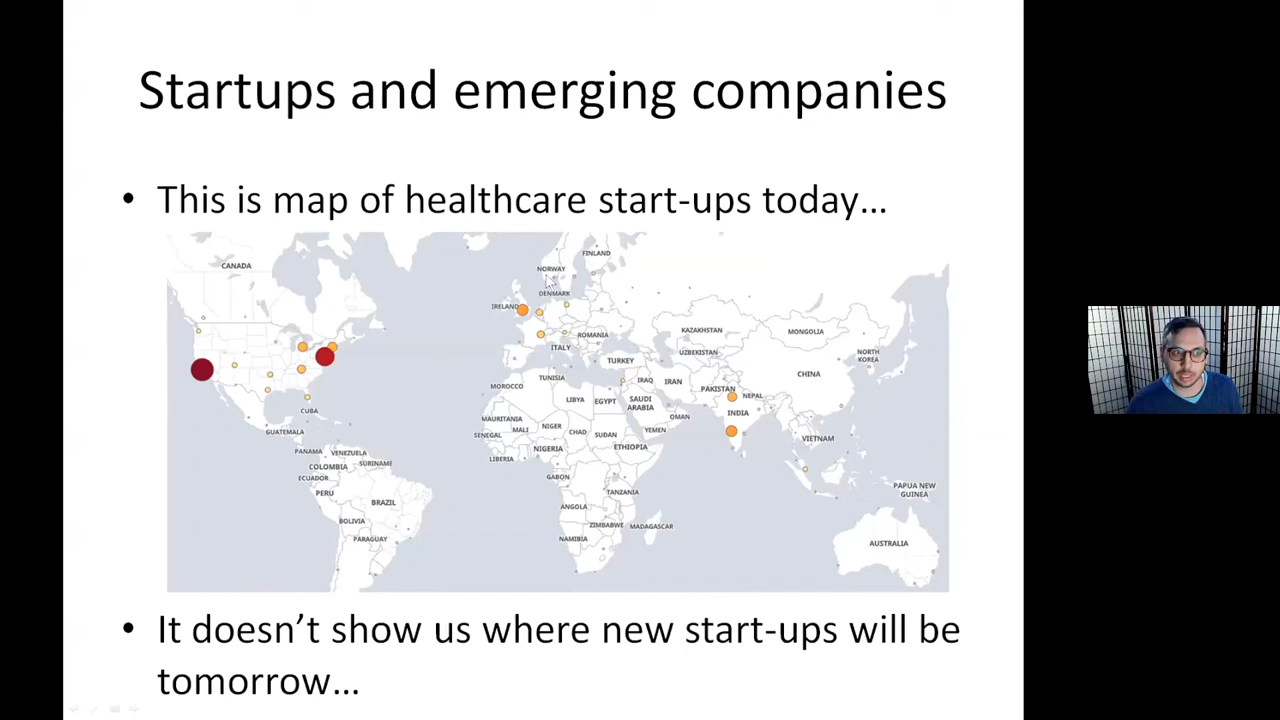 Startups and emerging companies
• This is map of healthcare start-ups today…
CANADA
FINLAND
NORWAY
DENMARK
IRELAND
ROMANIA
ITALY
KAZAKHSTAN
MONGOLIA
UZBEKISTAN
NORTH
KOREA
TURKEY
CHINA
TUNISIA
MOROCCO
IRAQ
IRAN
PAKISTAN
NEPAL
LIBYA
EGYPT
SAUDI
ARABIA
CUBA
OMAN
INDIA
MAURITANIA
MALI
NIGER
CHAD
SUDAN
YEMEN
GUATEMALA
SENEGAL
VIETNAM
PANAMA
VENEZUELA
LIBERIA
NIGERIA
ETHIOPIA
COLOMBIA
SURINAME
ECUADOR
GABON
PERU
BRAZIL
TANZANIA
PAPUA NEW
GUINEA
ANGOLA
BOLIVIA
ZIMBABWE
MADAGASCAR
PARAGUAY
NAMIBIA
AUSTRALIA
• It doesn’t show us where new start-ups will be
tomorrow…